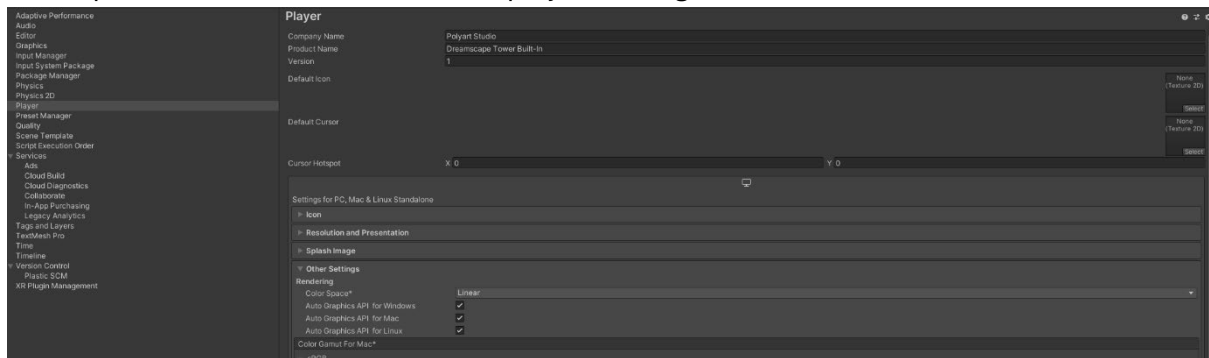 Adaptive Performance
Audio
Editor
Graphics
Input Manager
Input System Package
Package Manager
Physics
Physics 2D
Player
Preset Manager
Quality
Scene Template
Script Execution Order
Services
Ads
Cloud Build
Cloud Diagnostics
Collaborate
In-App Purchasing
Legacy Analytics
Tags and Layers
TextMesh Pro
Time
Timeline
Version Control
Plastic SCM
XR Plugin Management
Player
Company Name Polyart Studio
Product Name Dreamscape Tower Built-In
Version 1
Default Icon
None
(Texture 2D)
Select
Default Cursor
None
(Texture 2D)
Select
Cursor Hotspot X 0 Y 0
Settings for PC, Mac & Linux Standalone
Icon
Resolution and Presentation
Splash Image
Other Settings
Rendering
Color Space* Linear
Auto Graphics API for Windows
Auto Graphics API for Mac
Auto Graphics API for Linux
Color Gamut For Mac*